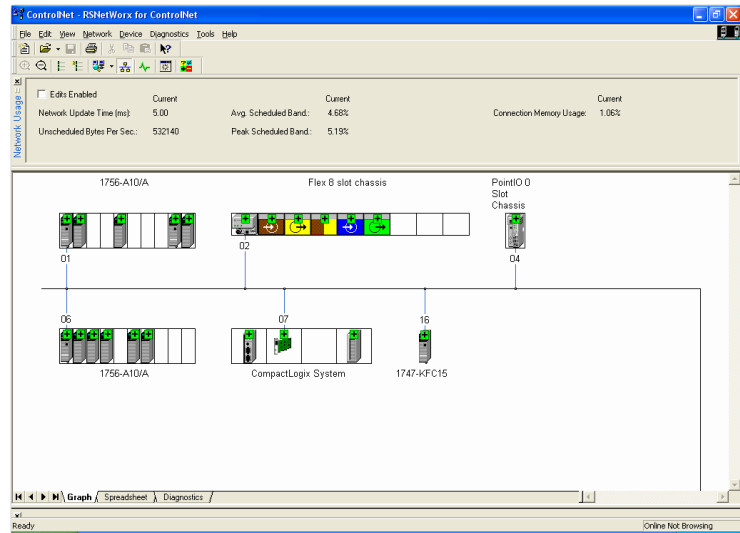 ControlNet - RSNetWorx for ControlNet
File Edit View Network Device Diagnostics Tools Help
Network Usage
Edits Enabled
Current
Current
Current
Network Update Time (ms): 5.00
Avg. Scheduled Band.: 4.68%
Connection Memory Usage: 1.06%
Unscheduled Bytes Per Sec.: 532140
Peak Scheduled Band.: 5.19%
1756-A10/A
Flex 8 slot chassis
PointIO 0
Slot
Chassis
01
02
04
06
07
16
1756-A10/A
CompactLogix System
1747-KFC15
Graph Spreadsheet Diagnostics
Ready
Online Not Browsing